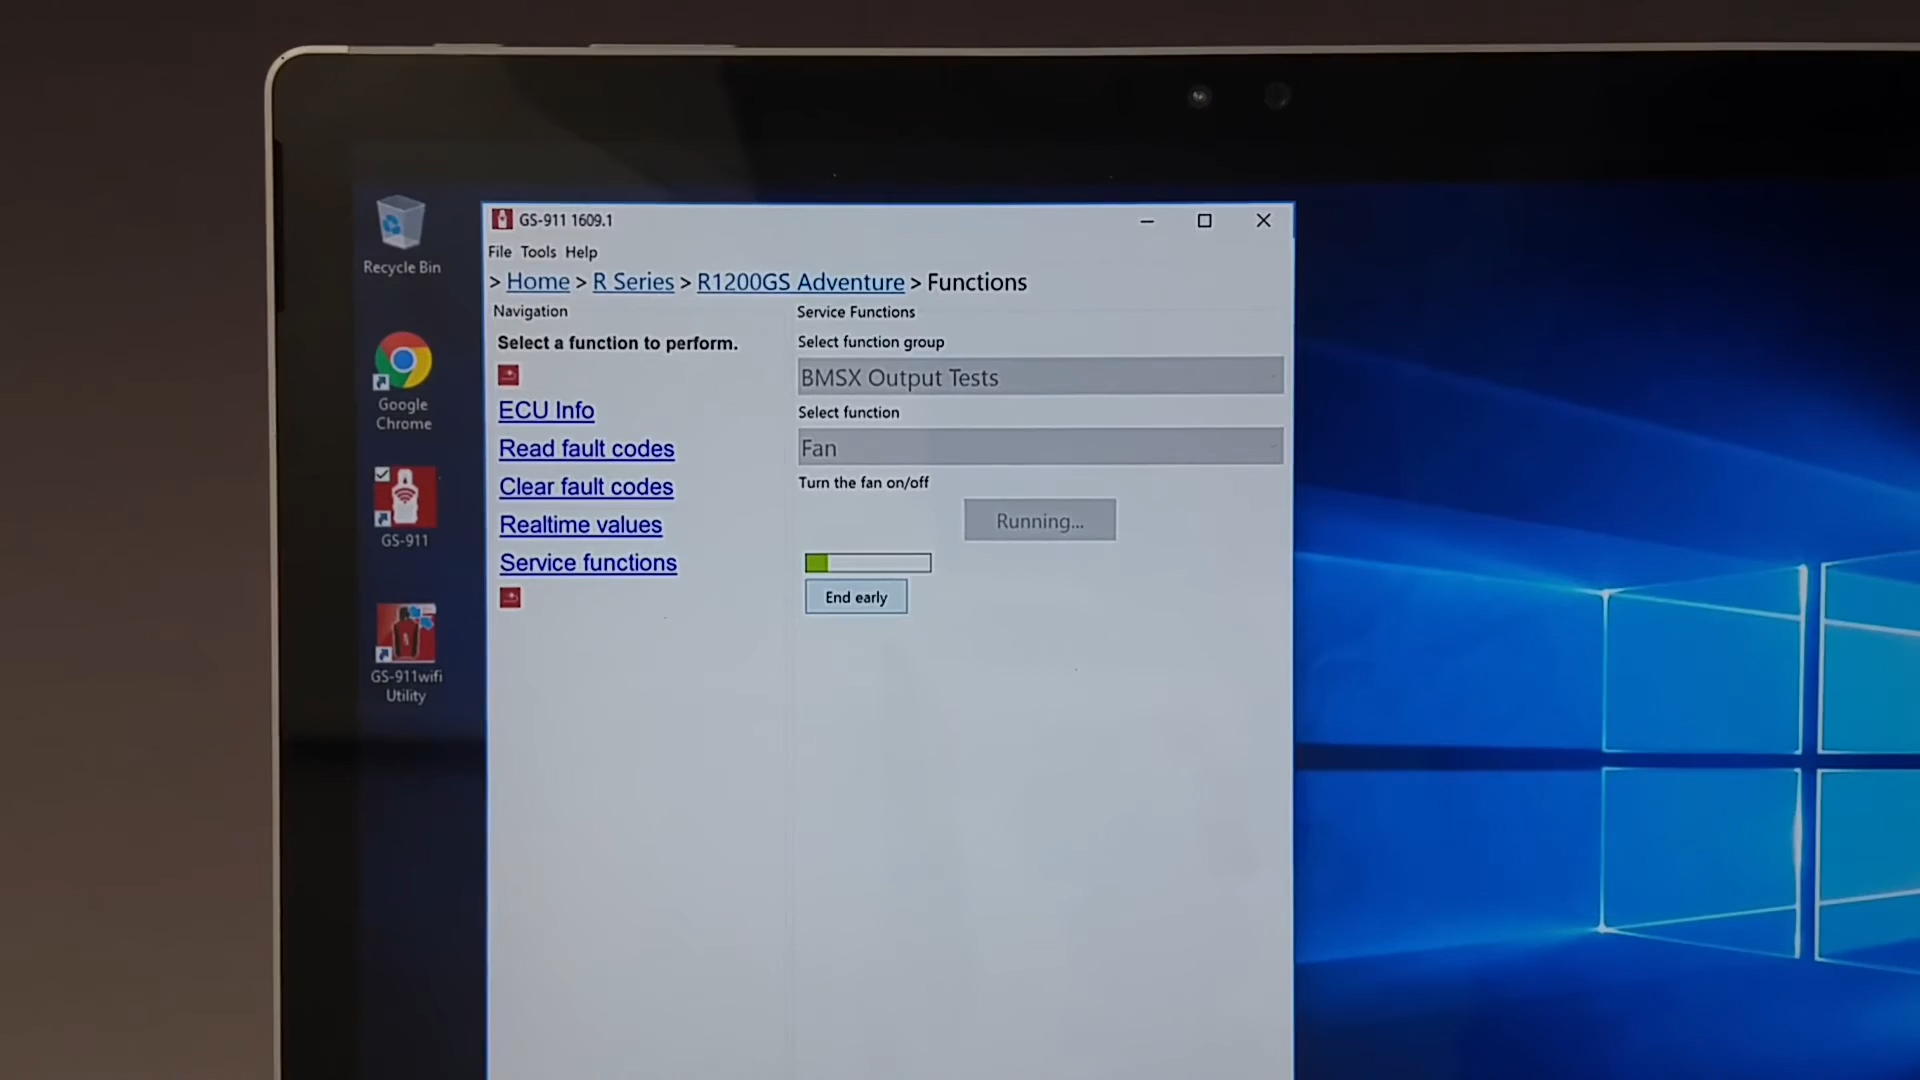 Recycle Bin
Google
Chrome
GS-911
GS-911wifi
Utility
GS-911 1609.1
File Tools Help
> Home > R Series > R1200GS Adventure > Functions
Navigation
Select a function to perform.
ECU Info
Read fault codes
Clear fault codes
Realtime values
Service functions
Service Functions
Select function group
BMSX Output Tests
Select function
Fan
Turn the fan on/off
Running...
End early